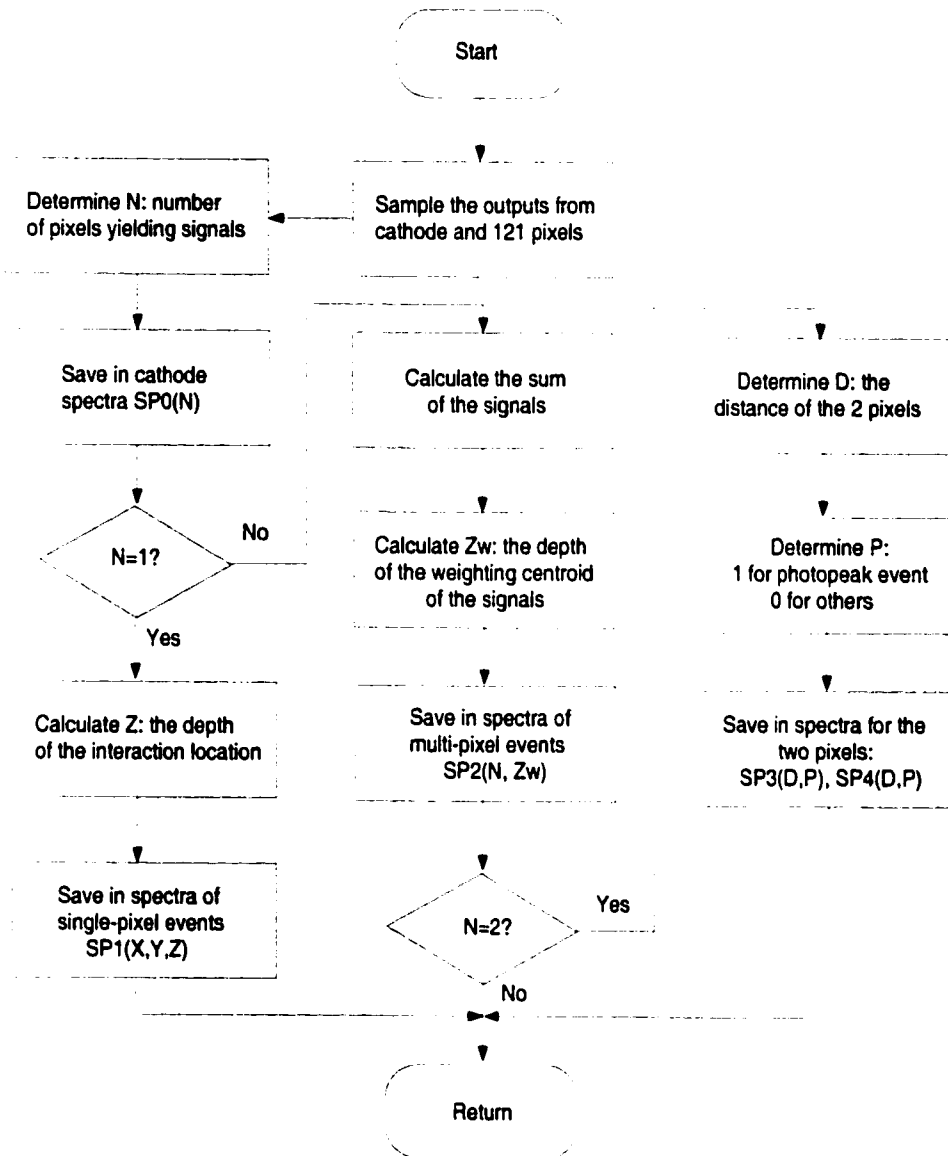 Start
Sample the outputs from
cathode and 121 pixels
Determine N: number
of pixels yielding signals
Save in cathode
spectra SP0(N)
N=1?
No
Yes
Calculate Z: the depth
of the interaction location
Save in spectra of
single-pixel events
SP1(X,Y,Z)
Calculate the sum
of the signals
Calculate Zw: the depth
of the weighting centroid
of the signals
Save in spectra of
multi-pixel events
SP2(N, Zw)
N=2?
Yes
No
Determine D: the
distance of the 2 pixels
Determine P:
1 for photopeak event
0 for others
Save in spectra for the
two pixels:
SP3(D,P), SP4(D,P)
Return